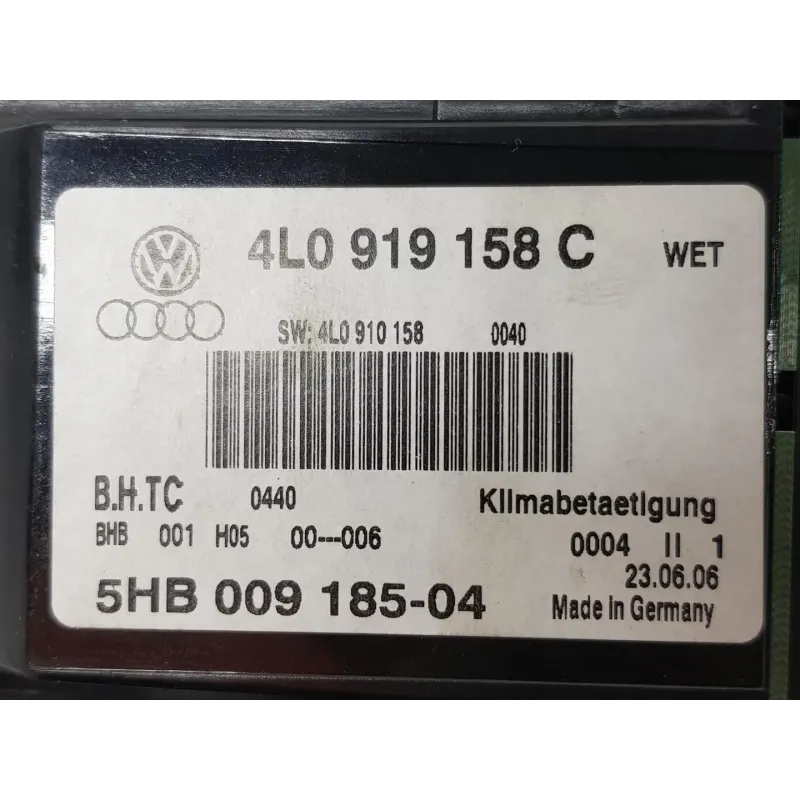 4L0 919 158 C WET
SW: 4L0 910 158 0040
B.H.TC 0440 Klimabetaetigung
BHB 001 H05 00---006 0004 II 1
23.06.06
5HB 009 185-04 Made in Germany